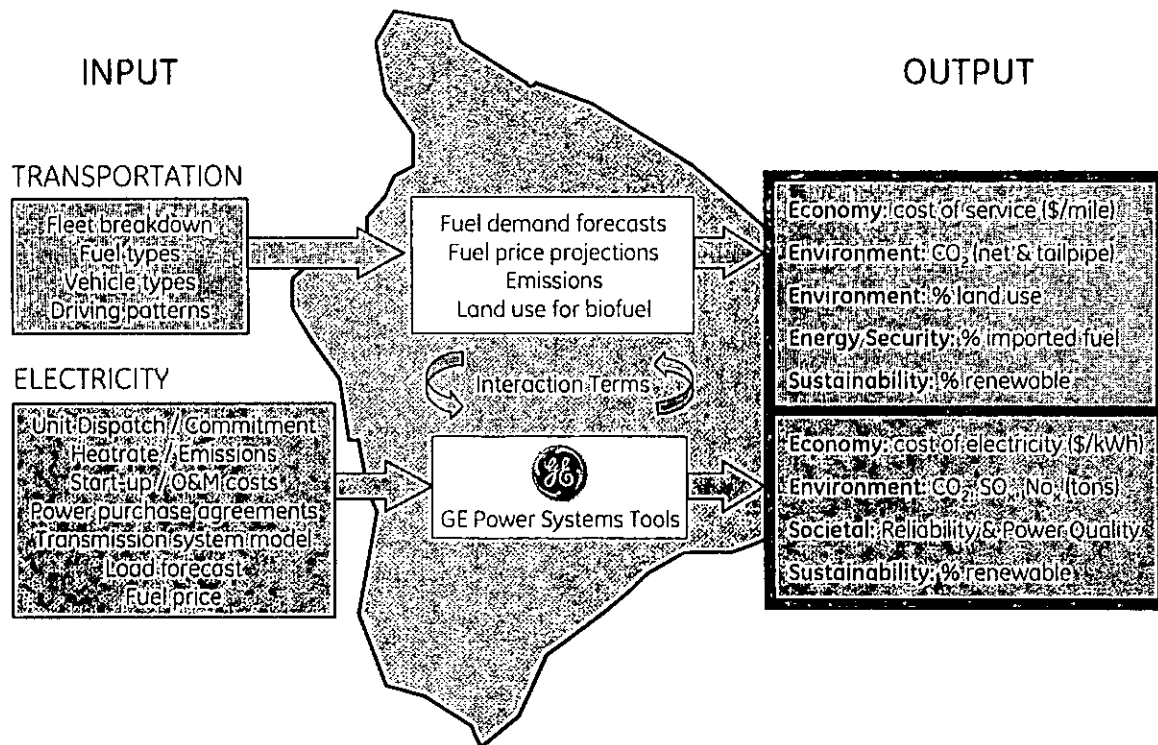 INPUT
OUTPUT
TRANSPORTATION
Fleet breakdown
Fuel types
Vehicle types
Driving patterns
ELECTRICITY
Unit Dispatch / Commitment
Heatrate / Emissions
Start-up / O&M costs
Power purchase agreements
Transmission system model
Load forecast
Fuel price
Fuel demand forecasts
Fuel price projections
Emissions
Land use for biofuel
Interaction Terms
GE
GE Power Systems Tools
Economy: cost of service ($/mile)
Environment: CO₂ (net & tailpipe)
Environment: % land use
Energy Security: % imported fuel
Sustainability: % renewable
Economy: cost of electricity ($/kWh)
Environment: CO₂, SOₓ, Noₓ (tons)
Societal: Reliability & Power Quality
Sustainability: % renewable